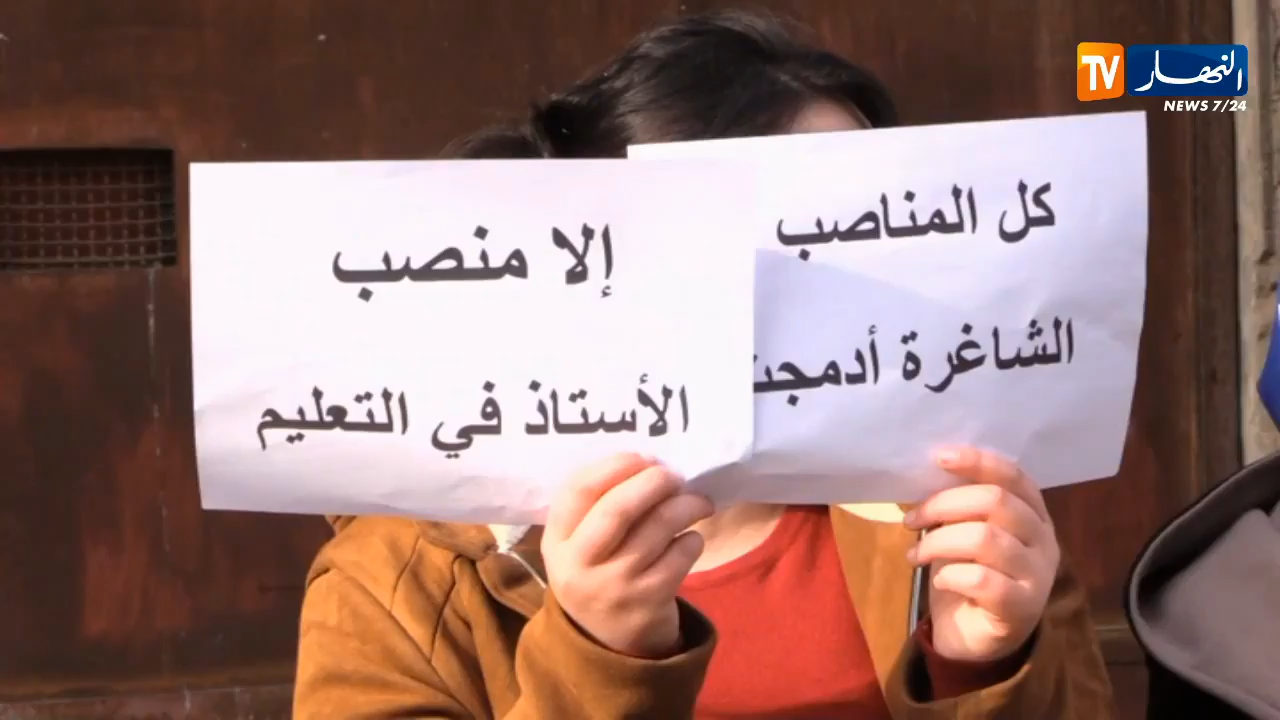 النهار TV
NEWS 7/24
كل المناصب
الشاغرة أدمجت
إلا منصب
الأستاذ في التعليم